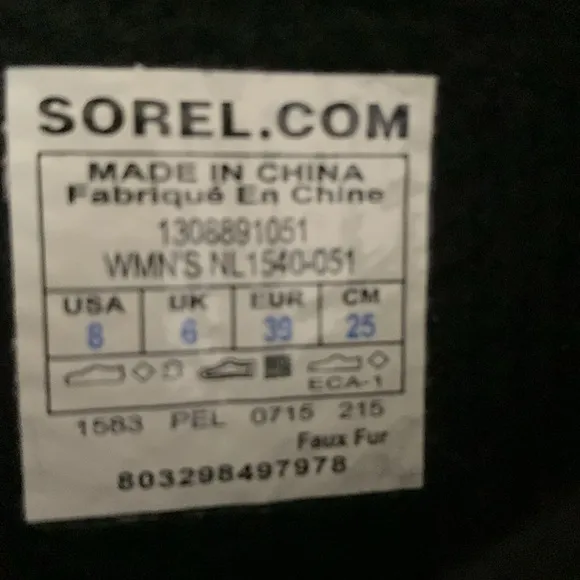 SOREL.COM
MADE IN CHINA
Fabriqué En Chine
1308891051
WMN'S NL1540-051
USA UK EUR CM
8 6 39 25
ECA-1
1583 PEL 0715 215
Faux Fur
803298497978